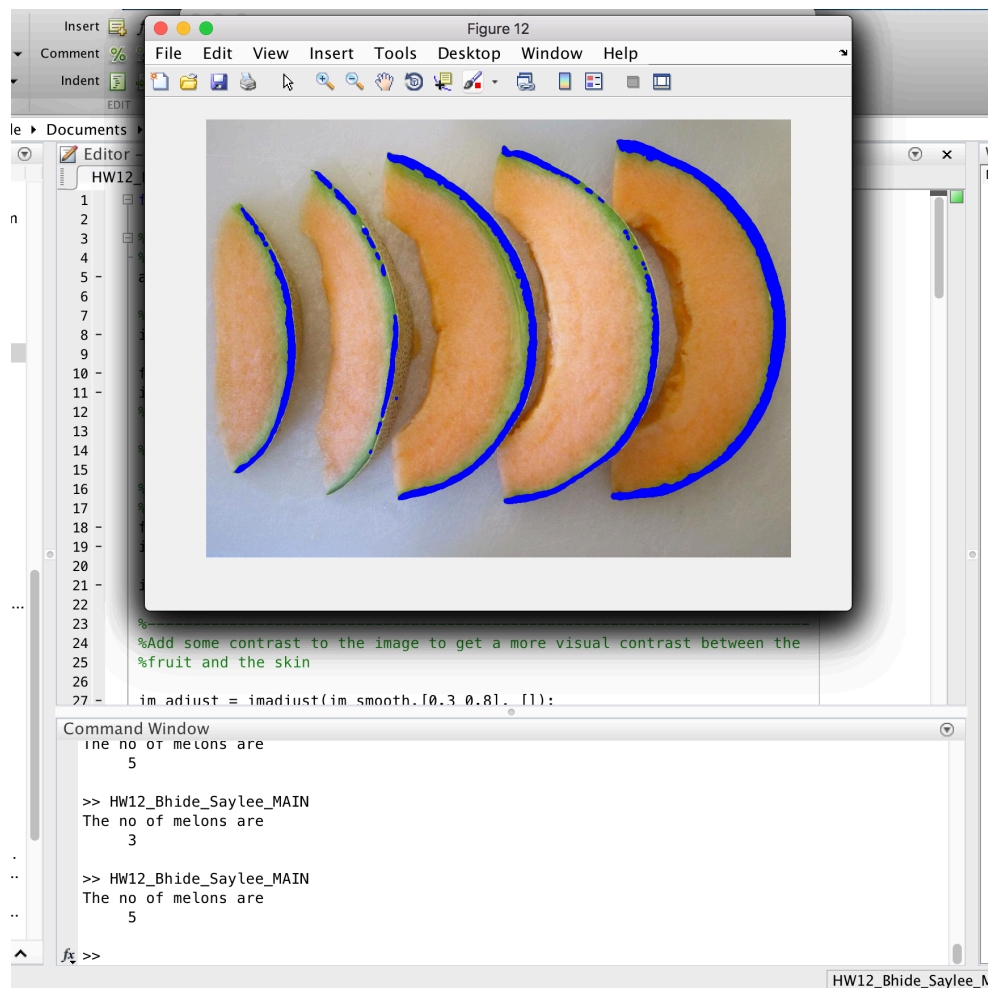 Insert
Comment %
Indent
EDIT
Figure 12
File Edit View Insert Tools Desktop Window Help
Documents
Editor
HW12_
1
2
3
4
5 -
6
7
8 -
9
10 -
11 -
12
13
14
15
16
17
18 -
19 -
20
21 -
22
23 %
24 %Add some contrast to the image to get a more visual contrast between the
25 %fruit and the skin
26
27 - im_adjust = imadjust(im_smooth,[0.3 0.8], []);
Command Window
The no of melons are
5
>> HW12_Bhide_Saylee_MAIN
The no of melons are
3
>> HW12_Bhide_Saylee_MAIN
The no of melons are
5
fx >>
HW12_Bhide_Saylee_M